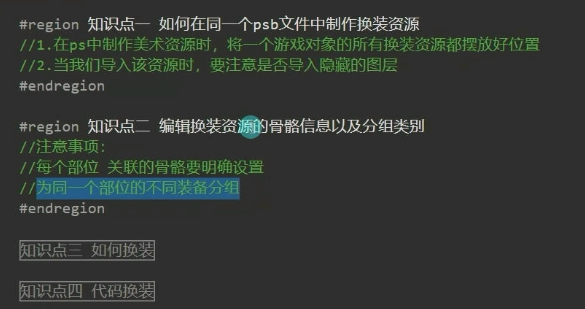 #region 知识点一 如何在同一个psb文件中制作换装资源
//1.在ps中制作美术资源时，将一个游戏对象的所有换装资源都摆放好位置
//2.当我们导入该资源时，要注意是否导入隐藏的图层
#endregion
#region 知识点二 编辑换装资源的骨骼信息以及分组类别
//注意事项：
//每个部位 关联的骨骼要明确设置
//为同一个部位的不同装备分组
#endregion
知识点三 如何换装
知识点四 代码换装